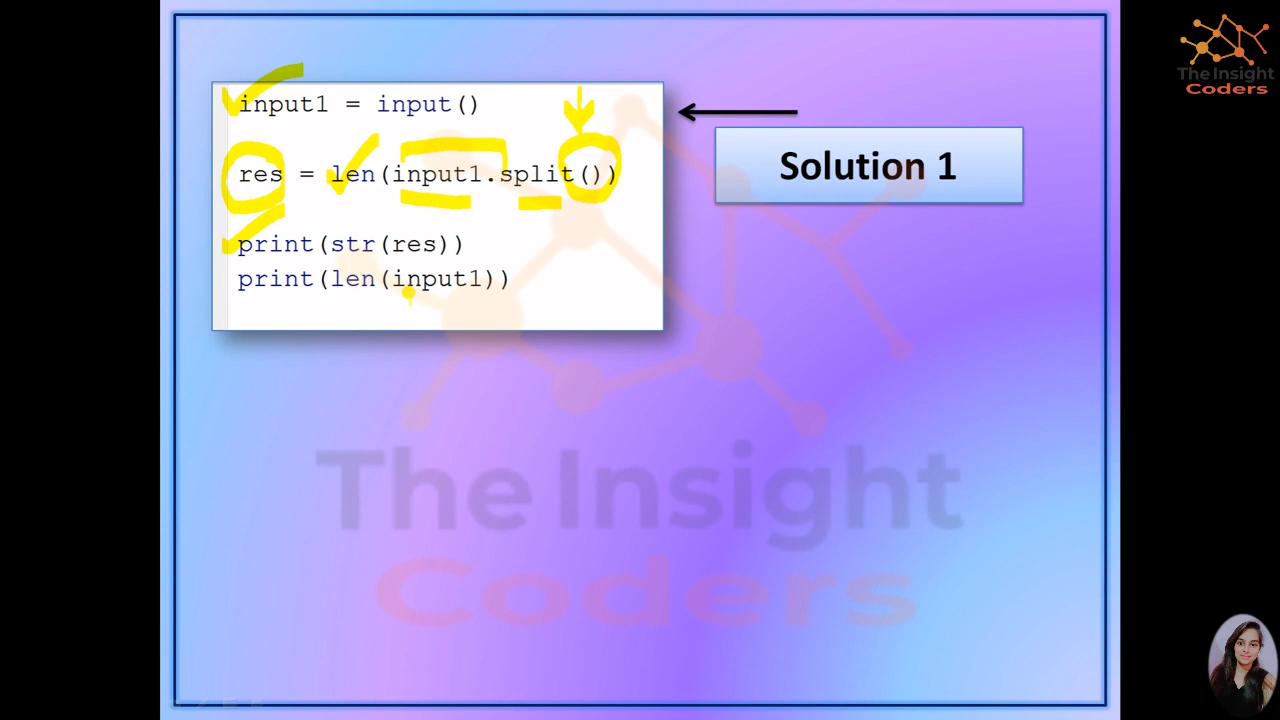 input1 = input()
res = len(input1.split())
print(str(res))
print(len(input1))
Solution 1
The Insight
Coders
The Insight
Coders